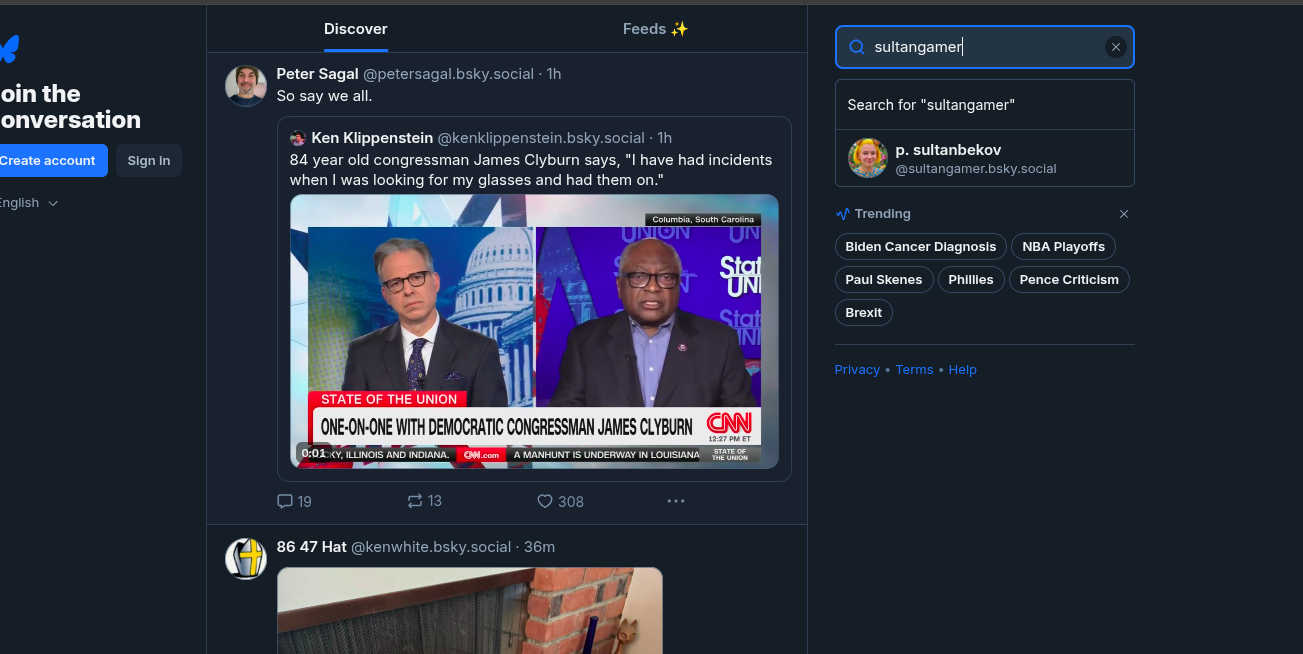 oin the
onversation
Create account
Sign in
English
Discover
Feeds ✨
Peter Sagal @petersagal.bsky.social · 1h
So say we all.
Ken Klippenstein @kenklippenstein.bsky.social · 1h
84 year old congressman James Clyburn says, "I have had incidents
when I was looking for my glasses and had them on."
Columbia, South Carolina
STATE OF THE UNION
ONE-ON-ONE WITH DEMOCRATIC CONGRESSMAN JAMES CLYBURN
CNN
12:27 PM ET
0:01
KY, ILLINOIS AND INDIANA.
CNN.com
A MANHUNT IS UNDERWAY IN LOUISIANA
STATE OF
THE UNION
19
13
308
86 47 Hat @kenwhite.bsky.social · 36m
sultangamer
Search for "sultangamer"
p. sultanbekov
@sultangamer.bsky.social
Trending
Biden Cancer Diagnosis
NBA Playoffs
Paul Skenes
Phillies
Pence Criticism
Brexit
Privacy • Terms • Help